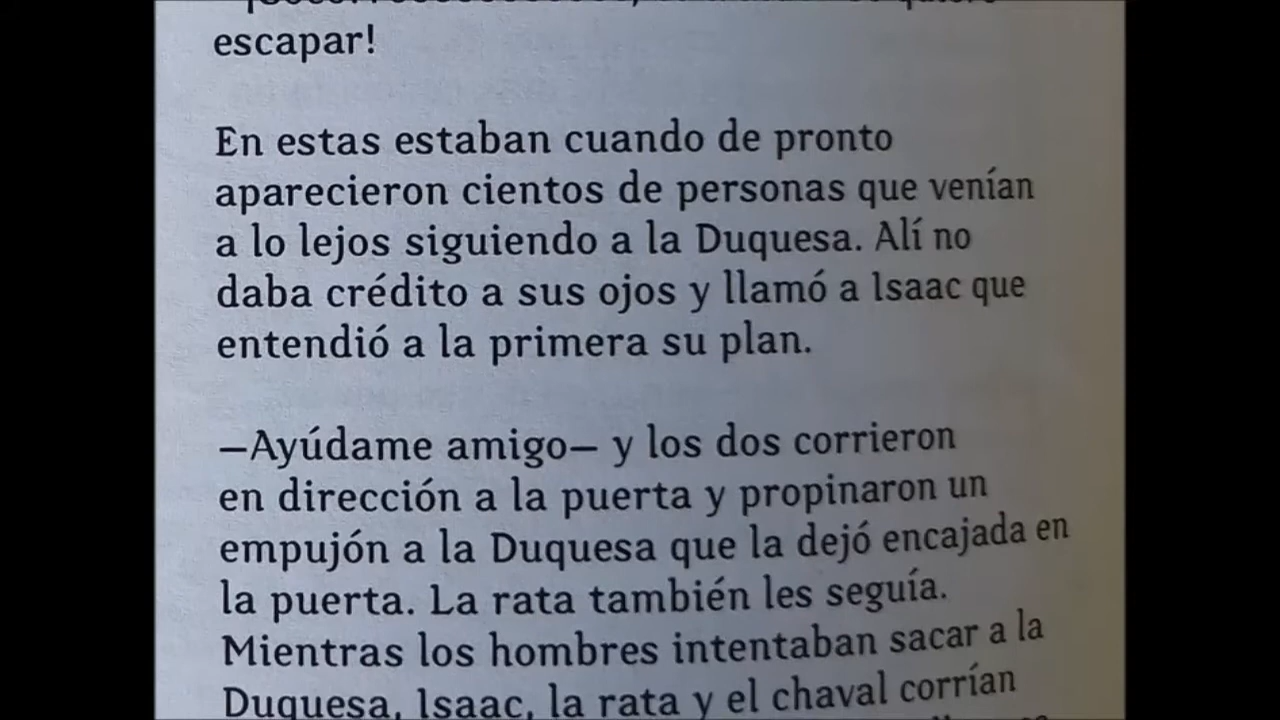 escapar!
En estas estaban cuando de pronto
aparecieron cientos de personas que venían
a lo lejos siguiendo a la Duquesa. Alí no
daba crédito a sus ojos y llamó a Isaac que
entendió a la primera su plan.
—Ayúdame amigo— y los dos corrieron
en dirección a la puerta y propinaron un
empujón a la Duquesa que la dejó encajada en
la puerta. La rata también les seguía.
Mientras los hombres intentaban sacar a la
Duquesa, Isaac, la rata y el chaval corrían